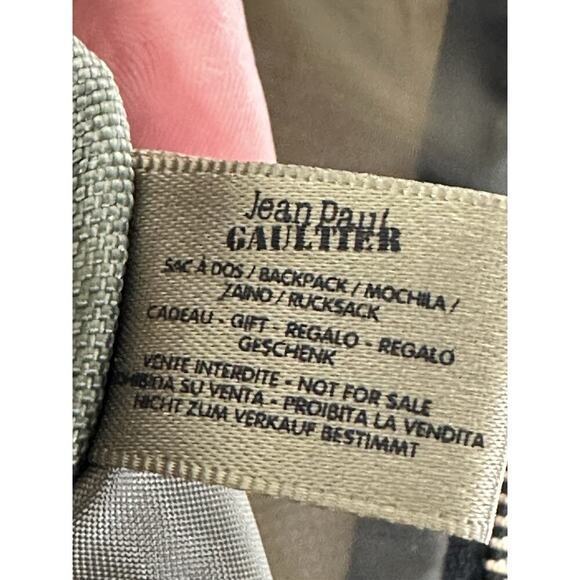 Jean Paul
GAULTIER
SAC À DOS / BACKPACK / MOCHILA /
ZAINO / RUCKSACK
CADEAU - GIFT - REGALO - REGALO
GESCHENK
VENTE INTERDITE - NOT FOR SALE
OHIBIDA SU VENTA - PROIBITA LA VENDITA
NICHT ZUM VERKAUF BESTIMMT